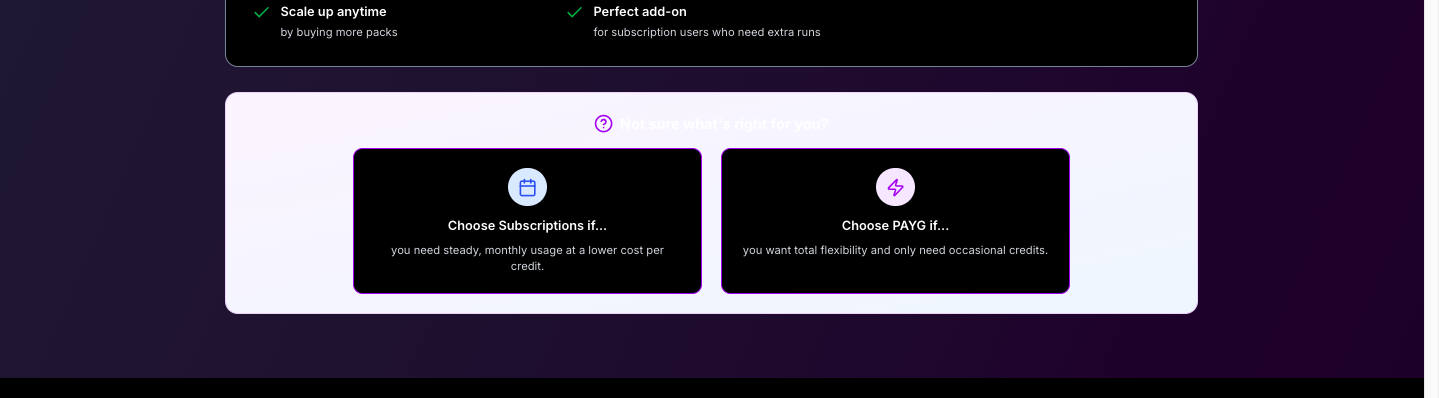 Scale up anytime
Perfect add-on
by buying more packs
for subscription users who need extra runs
Not sure what's right for you?
Choose Subscriptions if...
you need steady, monthly usage at a lower cost per
credit.
Choose PAYG if...
you want total flexibility and only need occasional credits.